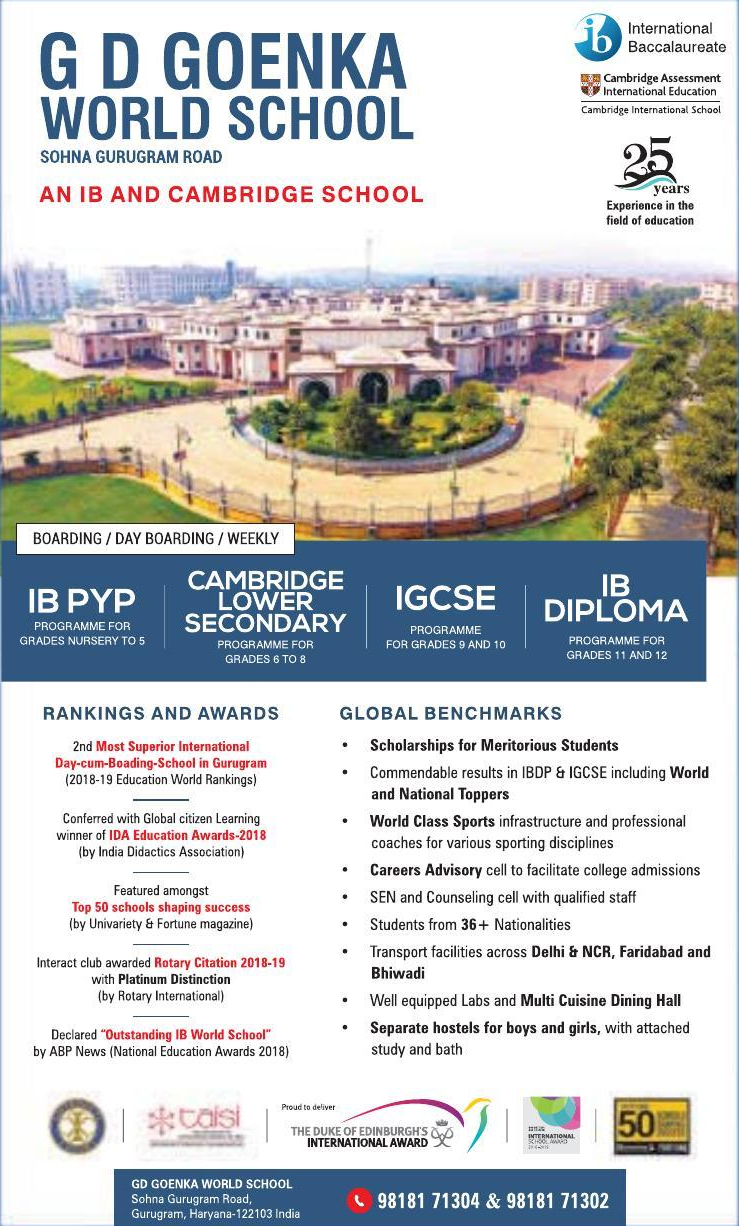 G D GOENKA
WORLD SCHOOL
SOHNA GURUGRAM ROAD
AN IB AND CAMBRIDGE SCHOOL
ib
International
Baccalaureate
Cambridge Assessment
International Education
Cambridge International School
25
years
Experience in the
field of education
BOARDING / DAY BOARDING / WEEKLY
IB PYP
PROGRAMME FOR
GRADES NURSERY TO 5
CAMBRIDGE
LOWER
SECONDARY
PROGRAMME FOR
GRADES 6 TO 8
IGCSE
PROGRAMME
FOR GRADES 9 AND 10
IB
DIPLOMA
PROGRAMME FOR
GRADES 11 AND 12
RANKINGS AND AWARDS
2nd Most Superior International
Day-cum-Boading-School in Gurugram
(2018-19 Education World Rankings)
Conferred with Global citizen Learning
winner of IDA Education Awards-2018
(by India Didactics Association)
Featured amongst
Top 50 schools shaping success
(by Univariety & Fortune magazine)
Interact club awarded Rotary Citation 2018-19
with Platinum Distinction
(by Rotary International)
Declared "Outstanding IB World School"
by ABP News (National Education Awards 2018)
GLOBAL BENCHMARKS
• Scholarships for Meritorious Students
• Commendable results in IBDP & IGCSE including World
and National Toppers
• World Class Sports infrastructure and professional
coaches for various sporting disciplines
• Careers Advisory cell to facilitate college admissions
• SEN and Counseling cell with qualified staff
• Students from 36+ Nationalities
• Transport facilities across Delhi & NCR, Faridabad and
Bhiwadi
• Well equipped Labs and Multi Cuisine Dining Hall
• Separate hostels for boys and girls, with attached
study and bath
taisi
Proud to deliver
THE DUKE OF EDINBURGH'S
INTERNATIONAL AWARD
INTERNATIONAL
SCHOOL AWARD
50
GD GOENKA WORLD SCHOOL
Sohna Gurugram Road,
Gurugram, Haryana-122103 India
98181 71304 & 98181 71302